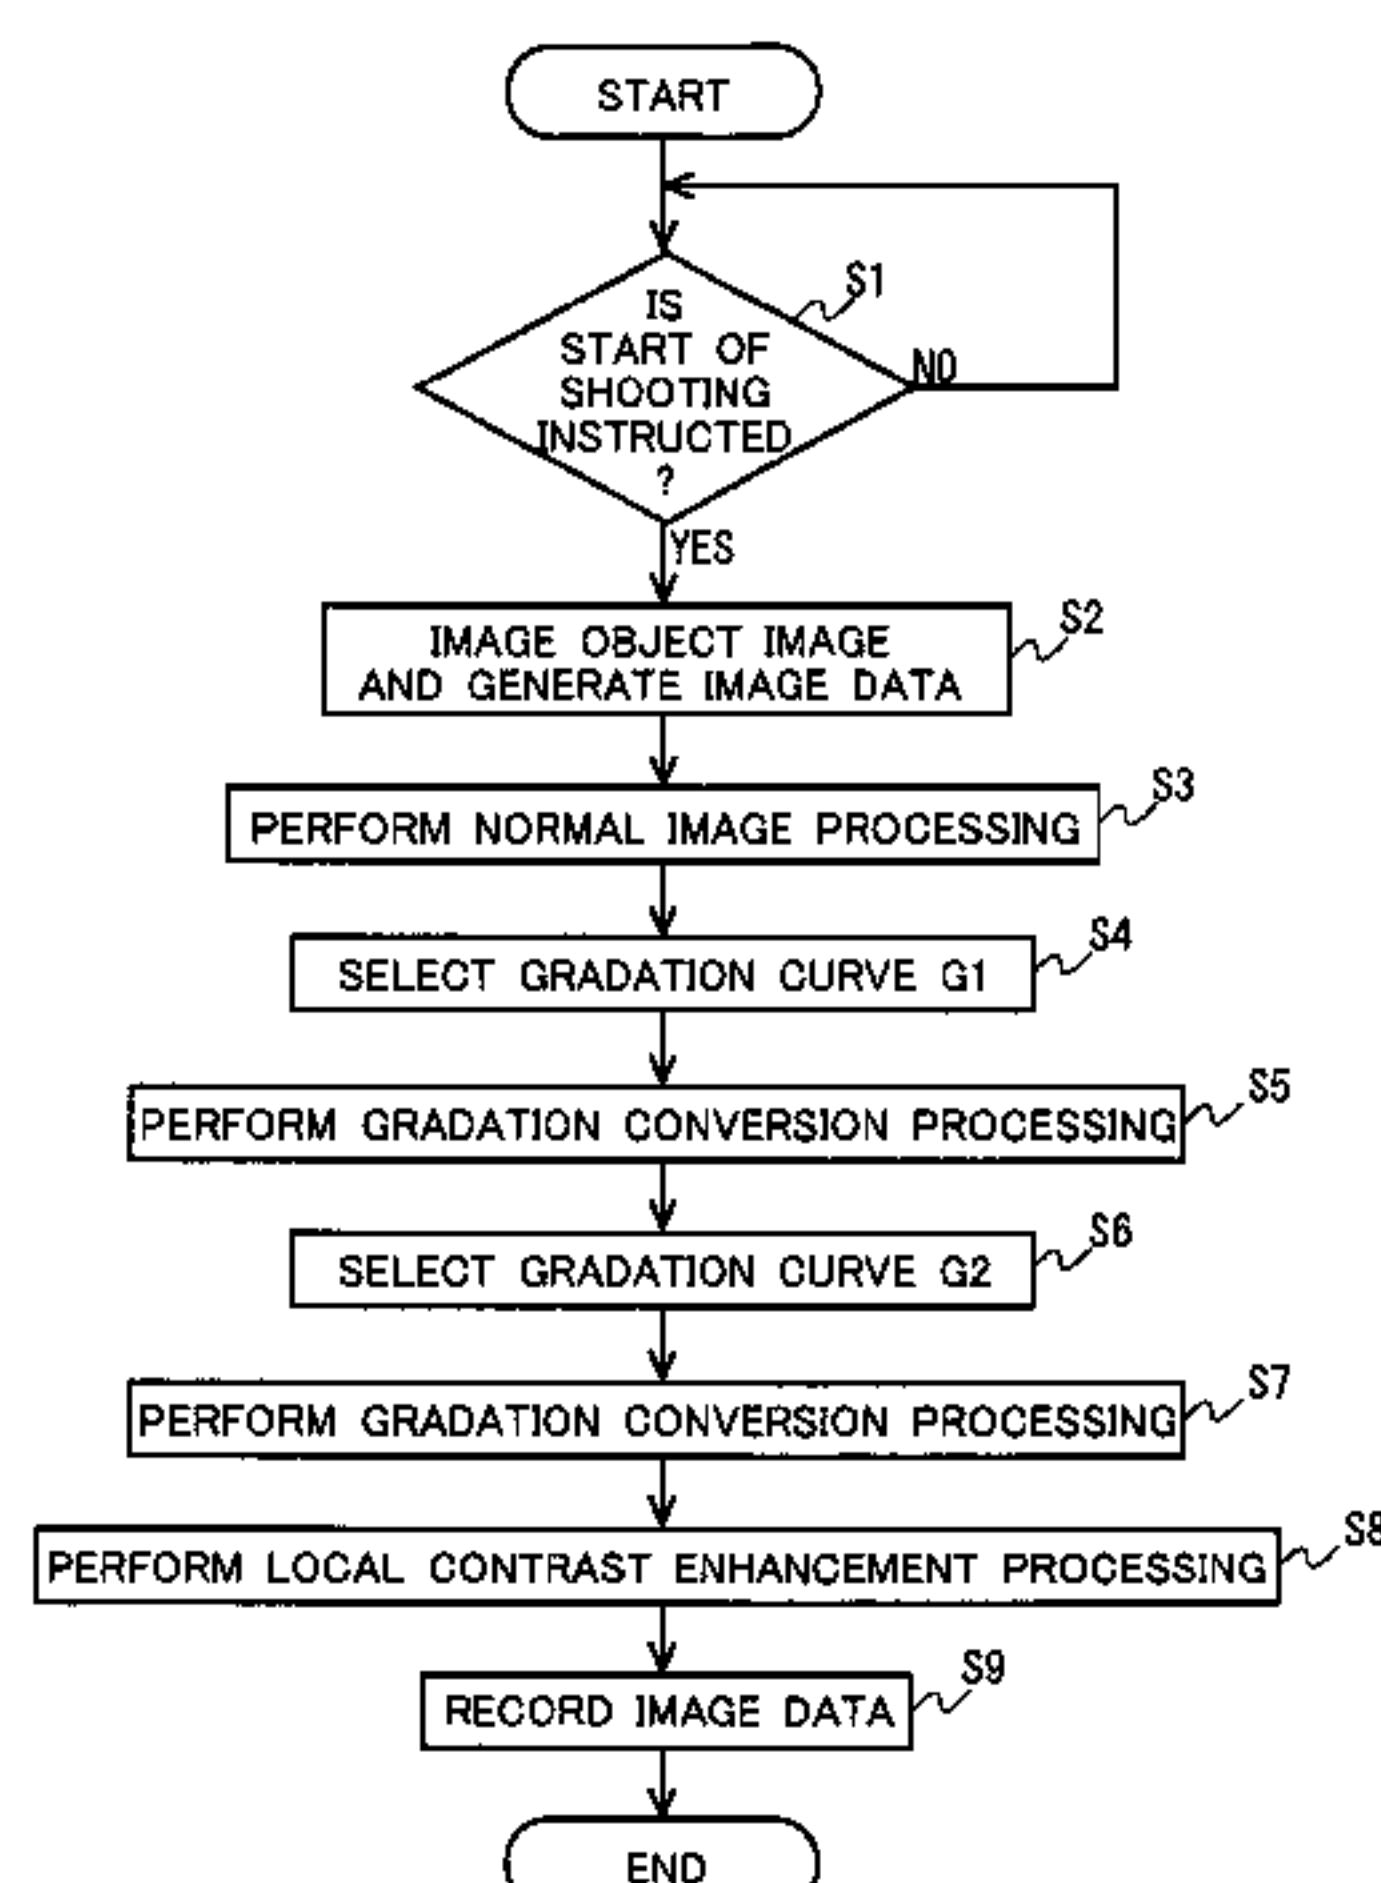 START
S1
IS
START OF
SHOOTING
INSTRUCTED
?
NO
YES
S2
IMAGE OBJECT IMAGE
AND GENERATE IMAGE DATA
S3
PERFORM NORMAL IMAGE PROCESSING
S4
SELECT GRADATION CURVE G1
S5
PERFORM GRADATION CONVERSION PROCESSING
S6
SELECT GRADATION CURVE G2
S7
PERFORM GRADATION CONVERSION PROCESSING
S8
PERFORM LOCAL CONTRAST ENHANCEMENT PROCESSING
S9
RECORD IMAGE DATA
END